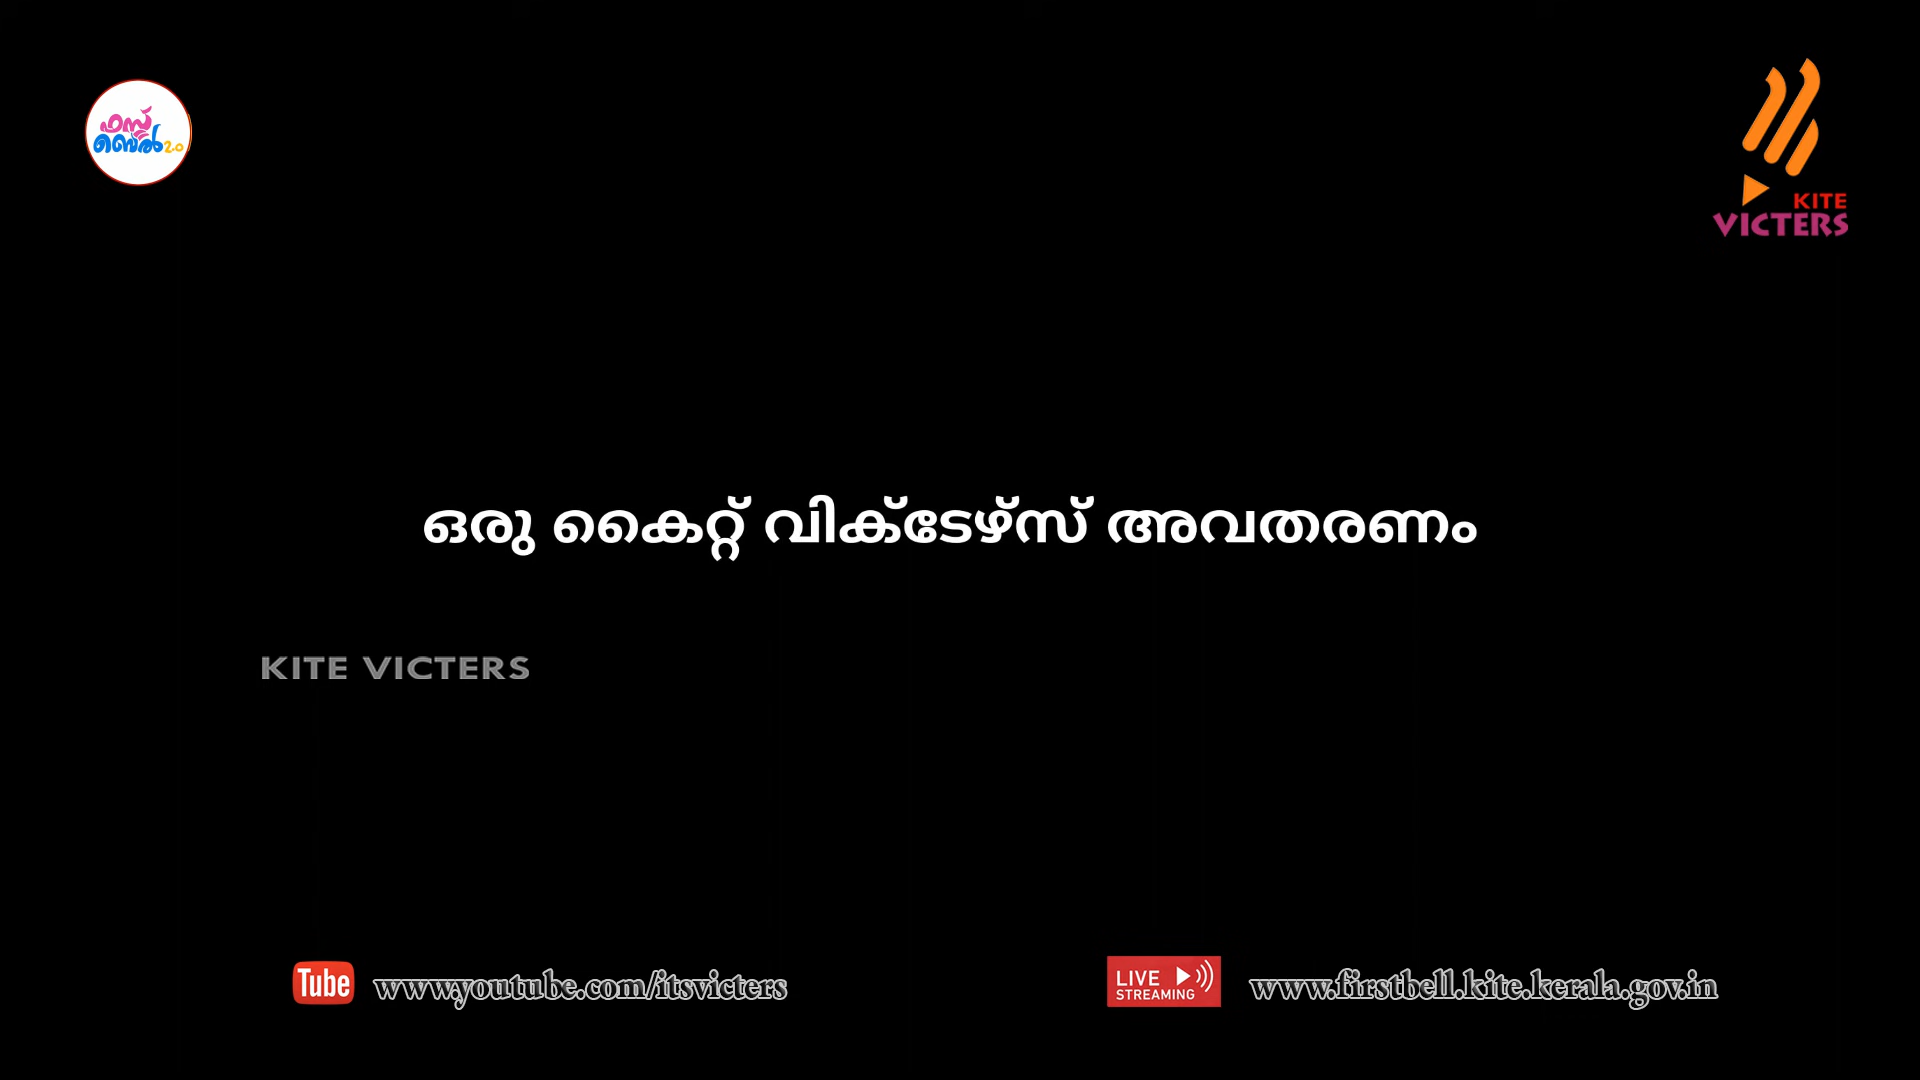 ഫസ്റ്റ്
ബെൽ 2.0
KITE
VICTERS
ഒരു കൈറ്റ് വിക്ടേഴ്സ് അവതരണം
KITE VICTERS
Tube www.youtube.com/itsvicters
LIVE
STREAMING
www.firstbell.kite.kerala.gov.in